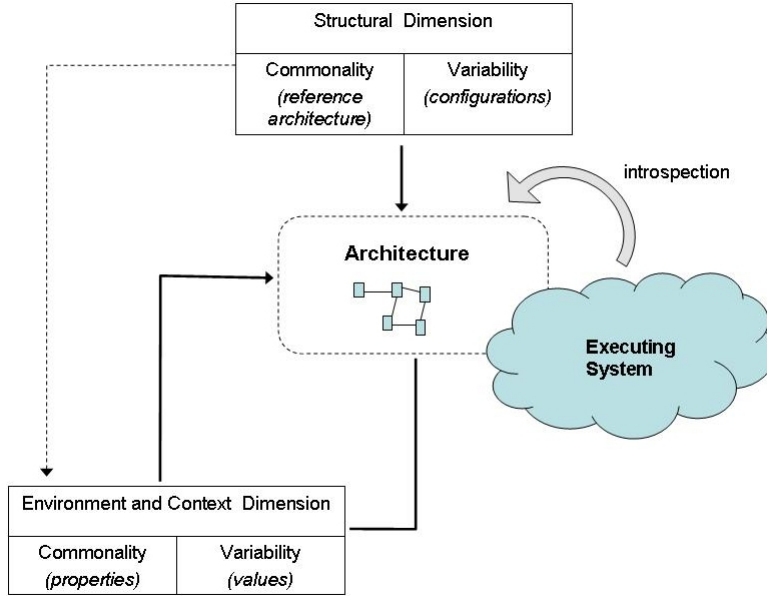 Structural Dimension
Commonality
(reference
architecture)
Variability
(configurations)
introspection
Architecture
Executing
System
Environment and Context Dimension
Commonality
(properties)
Variability
(values)